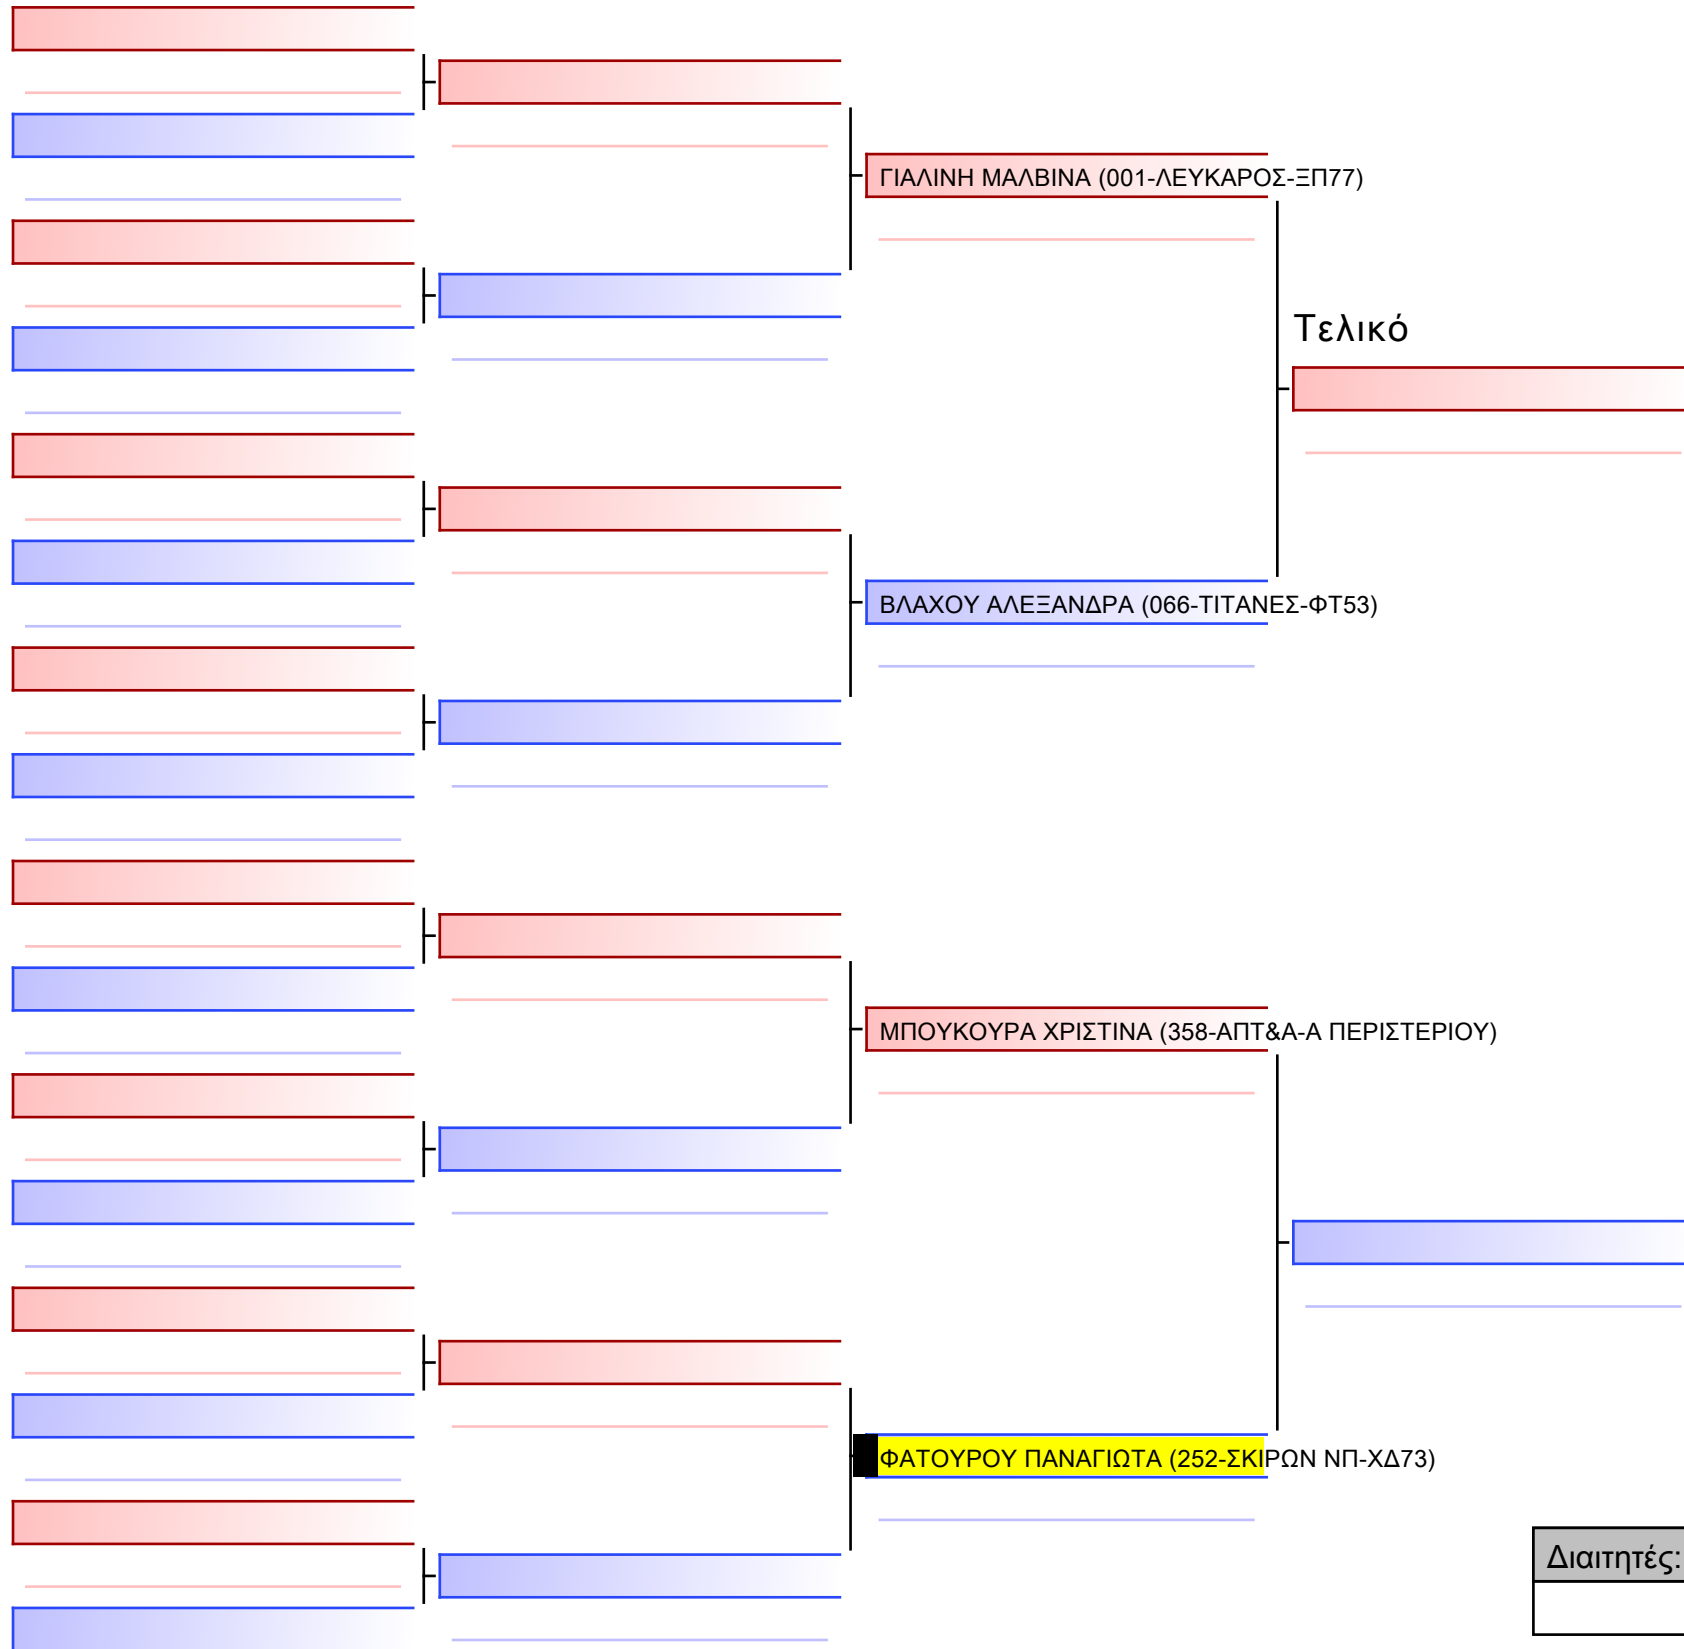 ΓΙΑΛΙΝΗ ΜΑΛΒΙΝΑ (001-ΛΕΥΚΑΡΟΣ-ΞΠ77)
Τελικό
ΒΛΑΧΟΥ ΑΛΕΞΑΝΔΡΑ (066-ΤΙΤΑΝΕΣ-ΦΤ53)
ΜΠΟΥΚΟΥΡΑ ΧΡΙΣΤΙΝΑ (358-ΑΠΤ&Α-Α ΠΕΡΙΣΤΕΡΙΟΥ)
ΦΑΤΟΥΡΟΥ ΠΑΝΑΓΙΩΤΑ (252-ΣΚΙΡΩΝ ΝΠ-ΧΔ73)
Διαιτητές: